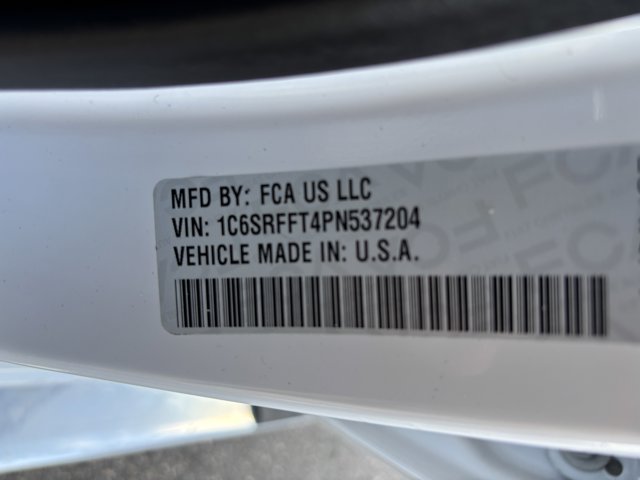 MFD BY: FCA US LLC
VIN: 1C6SRFFT4PN537204
VEHICLE MADE IN: U.S.A.